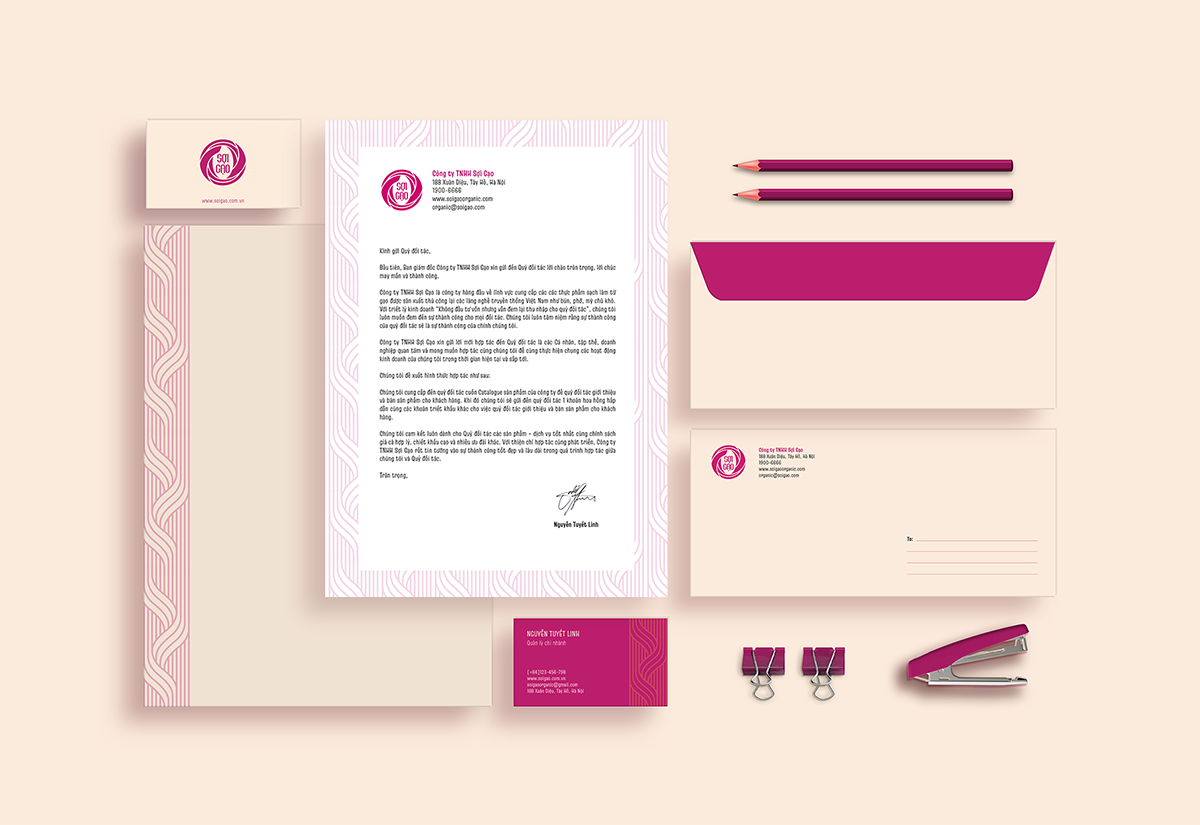 SỢI
GẠO
www.soigao.com.vn
SỢI
GẠO
Công ty TNHH Sợi Gạo
188 Xuân Diệu, Tây Hồ, Hà Nội
1900-6666
www.soigaoorganic.com
organic@soigao.com
Kính gửi Quý đối tác,
Đầu tiên, Ban giám đốc Công ty TNHH Sợi Gạo xin gửi đến Quý đối tác lời chào trân trọng, lời chúc
may mắn và thành công.
Công ty TNHH Sợi Gạo là công ty hàng đầu về lĩnh vực cung cấp các các thực phẩm sạch làm từ
gạo được sản xuất thủ công tại các làng nghề truyền thống Việt Nam như bún, phở, mỳ chũ khô.
Với triết lý kinh doanh "Không đầu tư vốn nhưng vẫn đem lại thu nhập cho quý đối tác", chúng tôi
luôn muốn đem đến sự thành công cho mọi đối tác. Chúng tôi luôn tâm niệm rằng sự thành công
của quý đối tác sẽ là sự thành công của chính chúng tôi.
Công ty TNHH Sợi Gạo xin gửi lời mời hợp tác đến Quý đối tác là các Cá nhân, tập thể, doanh
nghiệp quan tâm và mong muốn hợp tác cùng chúng tôi để cùng thực hiện chung các hoạt động
kinh doanh của chúng tôi trong thời gian hiện tại và sắp tới.
Chúng tôi đề xuất hình thức hợp tác như sau:
Chúng tôi cung cấp đến quý đối tác cuốn Catalogue sản phẩm của công ty để quý đối tác giới thiệu
và bán sản phẩm cho khách hàng. Khi đó chúng tôi sẽ gửi đến quý đối tác 1 khoản hoa hồng hấp
dẫn cùng các khoản triết khấu khác cho việc quý đối tác giới thiệu và bán sản phẩm cho khách
hàng.
Chúng tôi cam kết luôn dành cho Quý đối tác các sản phẩm – dịch vụ tốt nhất cùng chính sách
giá cả hợp lý, chiết khấu cao và nhiều ưu đãi khác. Với thiện chí hợp tác cùng phát triển, Công ty
TNHH Sợi Gạo rất tin tưởng vào sự thành công tốt đẹp và lâu dài trong quá trình hợp tác giữa
chúng tôi và Quý đối tác.
Trân trọng,
Nguyễn Tuyết Linh
NGUYỄN TUYẾT LINH
Quản lý chi nhánh
(+84)123-456-798
www.soigao.com.vn
soigaoorganic@gmail.com
188 Xuân Diệu, Tây Hồ, Hà Nội
SỢI
GẠO
Công ty TNHH Sợi Gạo
188 Xuân Diệu, Tây Hồ, Hà Nội
1900-6666
www.soigaoorganic.com
organic@soigao.com
To: